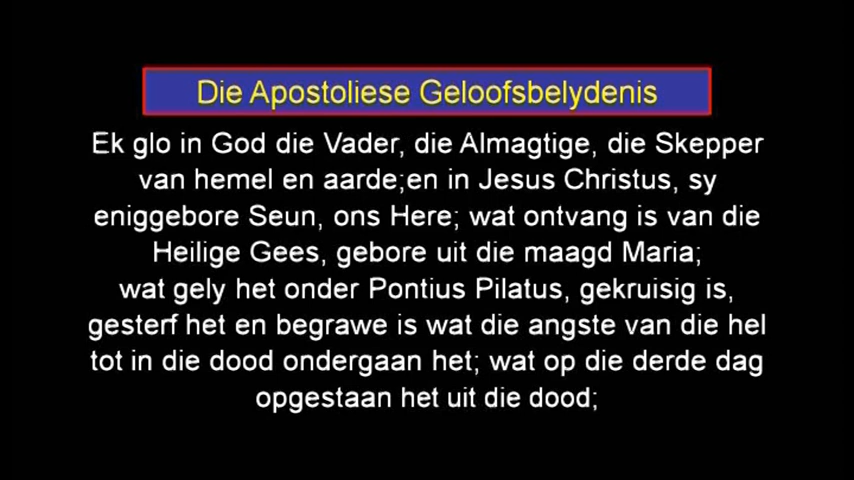 Die Apostoliese Geloofsbelydenis
Ek glo in God die Vader, die Almagtige, die Skepper
van hemel en aarde;en in Jesus Christus, sy
eniggebore Seun, ons Here; wat ontvang is van die
Heilige Gees, gebore uit die maagd Maria;
wat gely het onder Pontius Pilatus, gekruisig is,
gesterf het en begrawe is wat die angste van die hel
tot in die dood ondergaan het; wat op die derde dag
opgestaan het uit die dood;